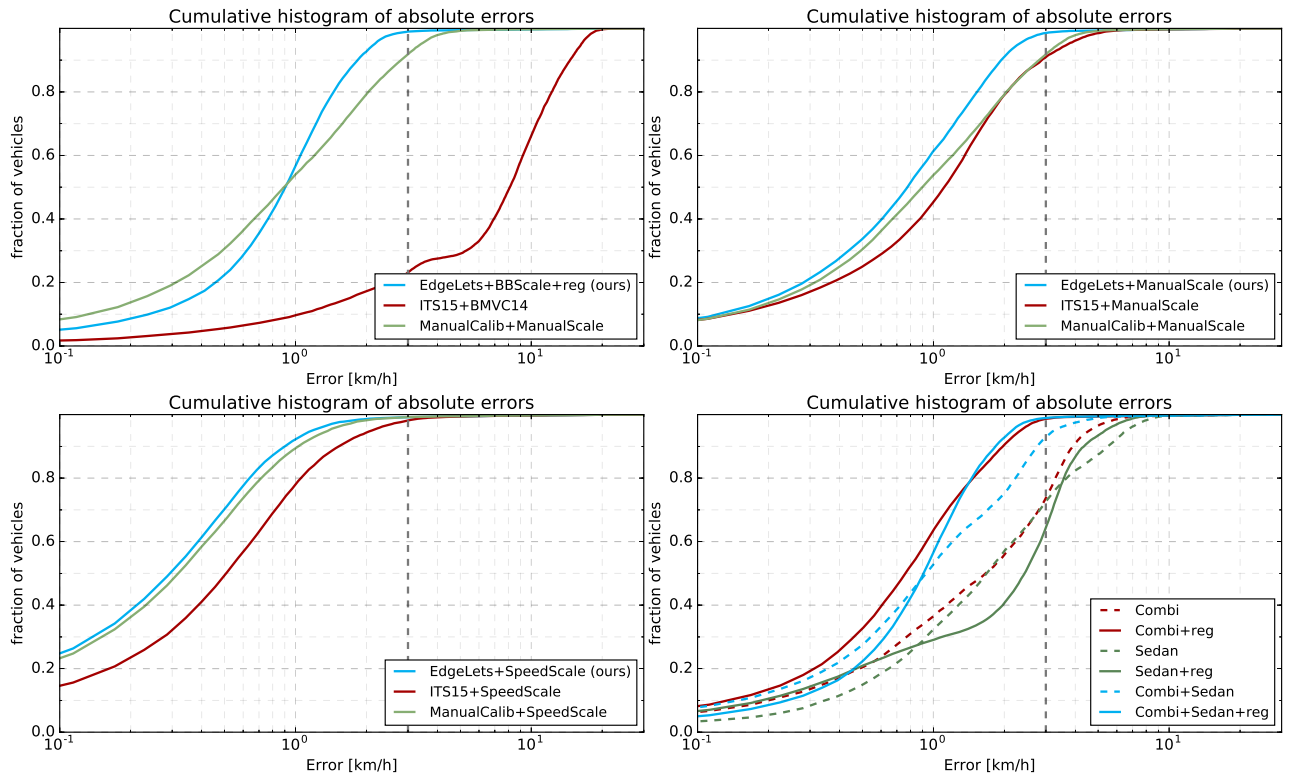 Cumulative histogram of absolute errors
fraction of vehicles
0.8
0.6
0.4
0.2
0.0
EdgeLets+BBScale+reg (ours)
ITS15+BMVC14
ManualCalib+ManualScale
10⁻¹ 10⁰ 10¹
Error [km/h]
Cumulative histogram of absolute errors
fraction of vehicles
0.8
0.6
0.4
0.2
0.0
EdgeLets+ManualScale (ours)
ITS15+ManualScale
ManualCalib+ManualScale
10⁻¹ 10⁰ 10¹
Error [km/h]
Cumulative histogram of absolute errors
fraction of vehicles
0.8
0.6
0.4
0.2
0.0
EdgeLets+SpeedScale (ours)
ITS15+SpeedScale
ManualCalib+SpeedScale
10⁻¹ 10⁰ 10¹
Error [km/h]
Cumulative histogram of absolute errors
fraction of vehicles
0.8
0.6
0.4
0.2
0.0
Combi
Combi+reg
Sedan
Sedan+reg
Combi+Sedan
Combi+Sedan+reg
10⁻¹ 10⁰ 10¹
Error [km/h]